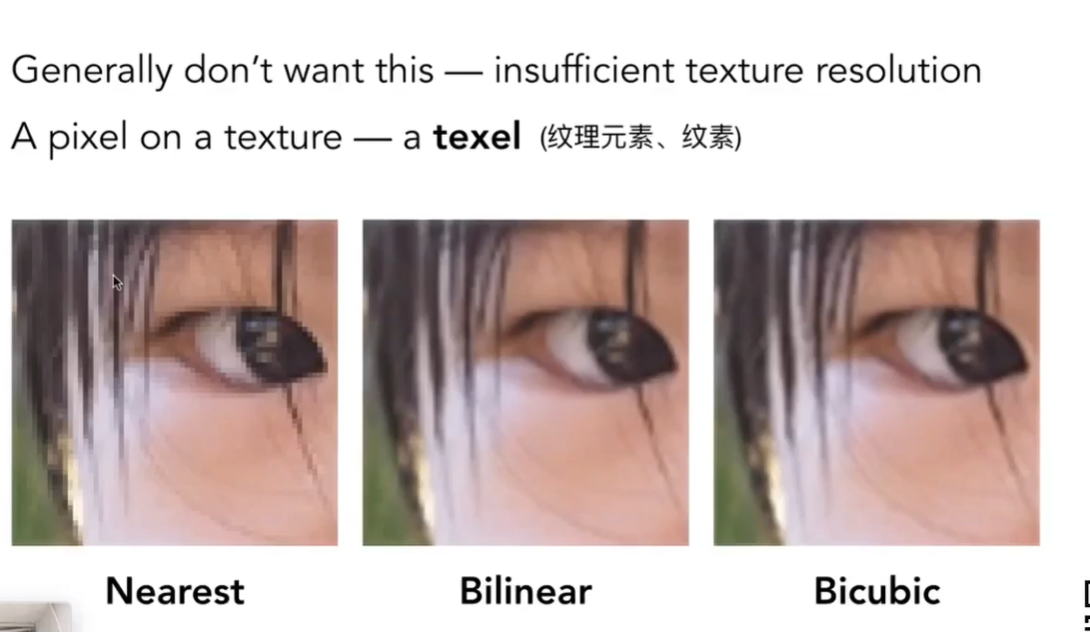 Generally don’t want this — insufficient texture resolution
A pixel on a texture — a texel (纹理元素、纹素)
Nearest
Bilinear
Bicubic